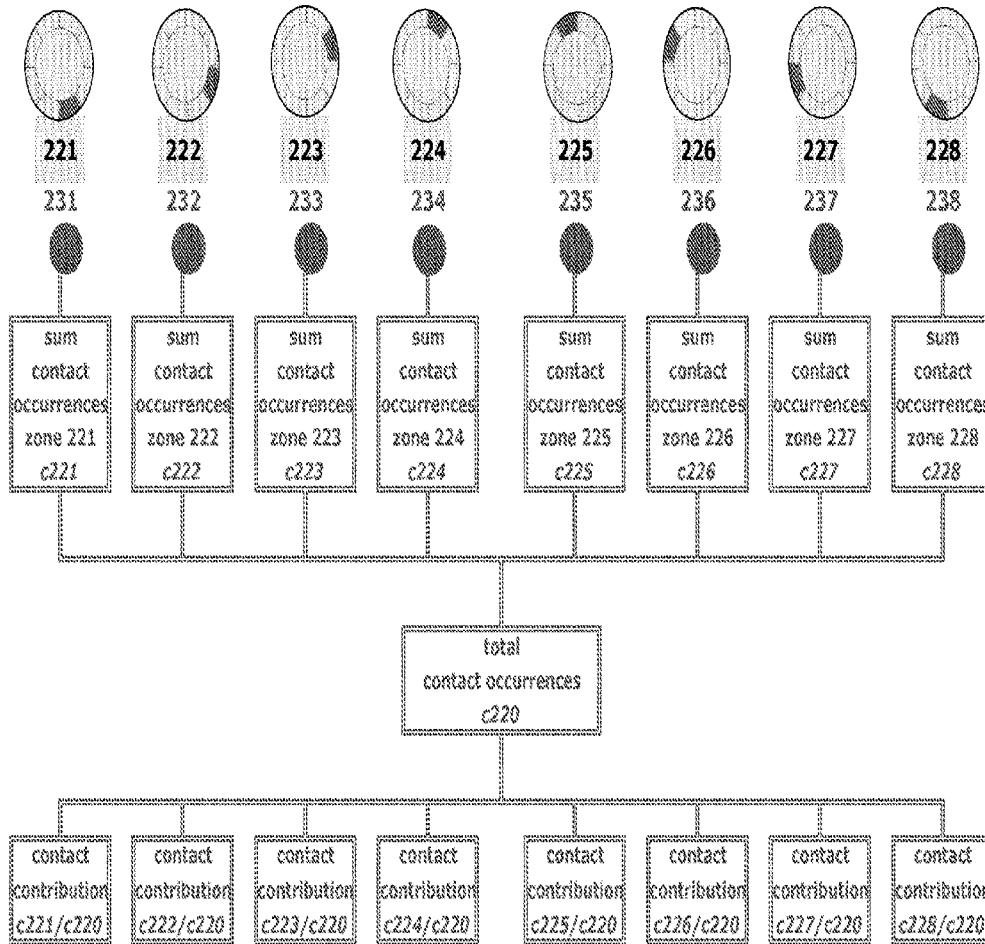 221 222 223 224 225 226 227 228
231 232 233 234 235 236 237 238
sum sum sum sum sum sum sum sum
contact contact contact contact contact contact contact contact
occurrences occurrences occurrences occurrences occurrences occurrences occurrences occurrences
zone 221 zone 222 zone 223 zone 224 zone 225 zone 226 zone 227 zone 228
c221 c222 c223 c224 c225 c226 c227 c228
total
contact occurrences
c220
contact contact contact contact contact contact contact contact
contribution contribution contribution contribution contribution contribution contribution contribution
c221/c220 c222/c220 c223/c220 c224/c220 c225/c220 c226/c220 c227/c220 c228/c220